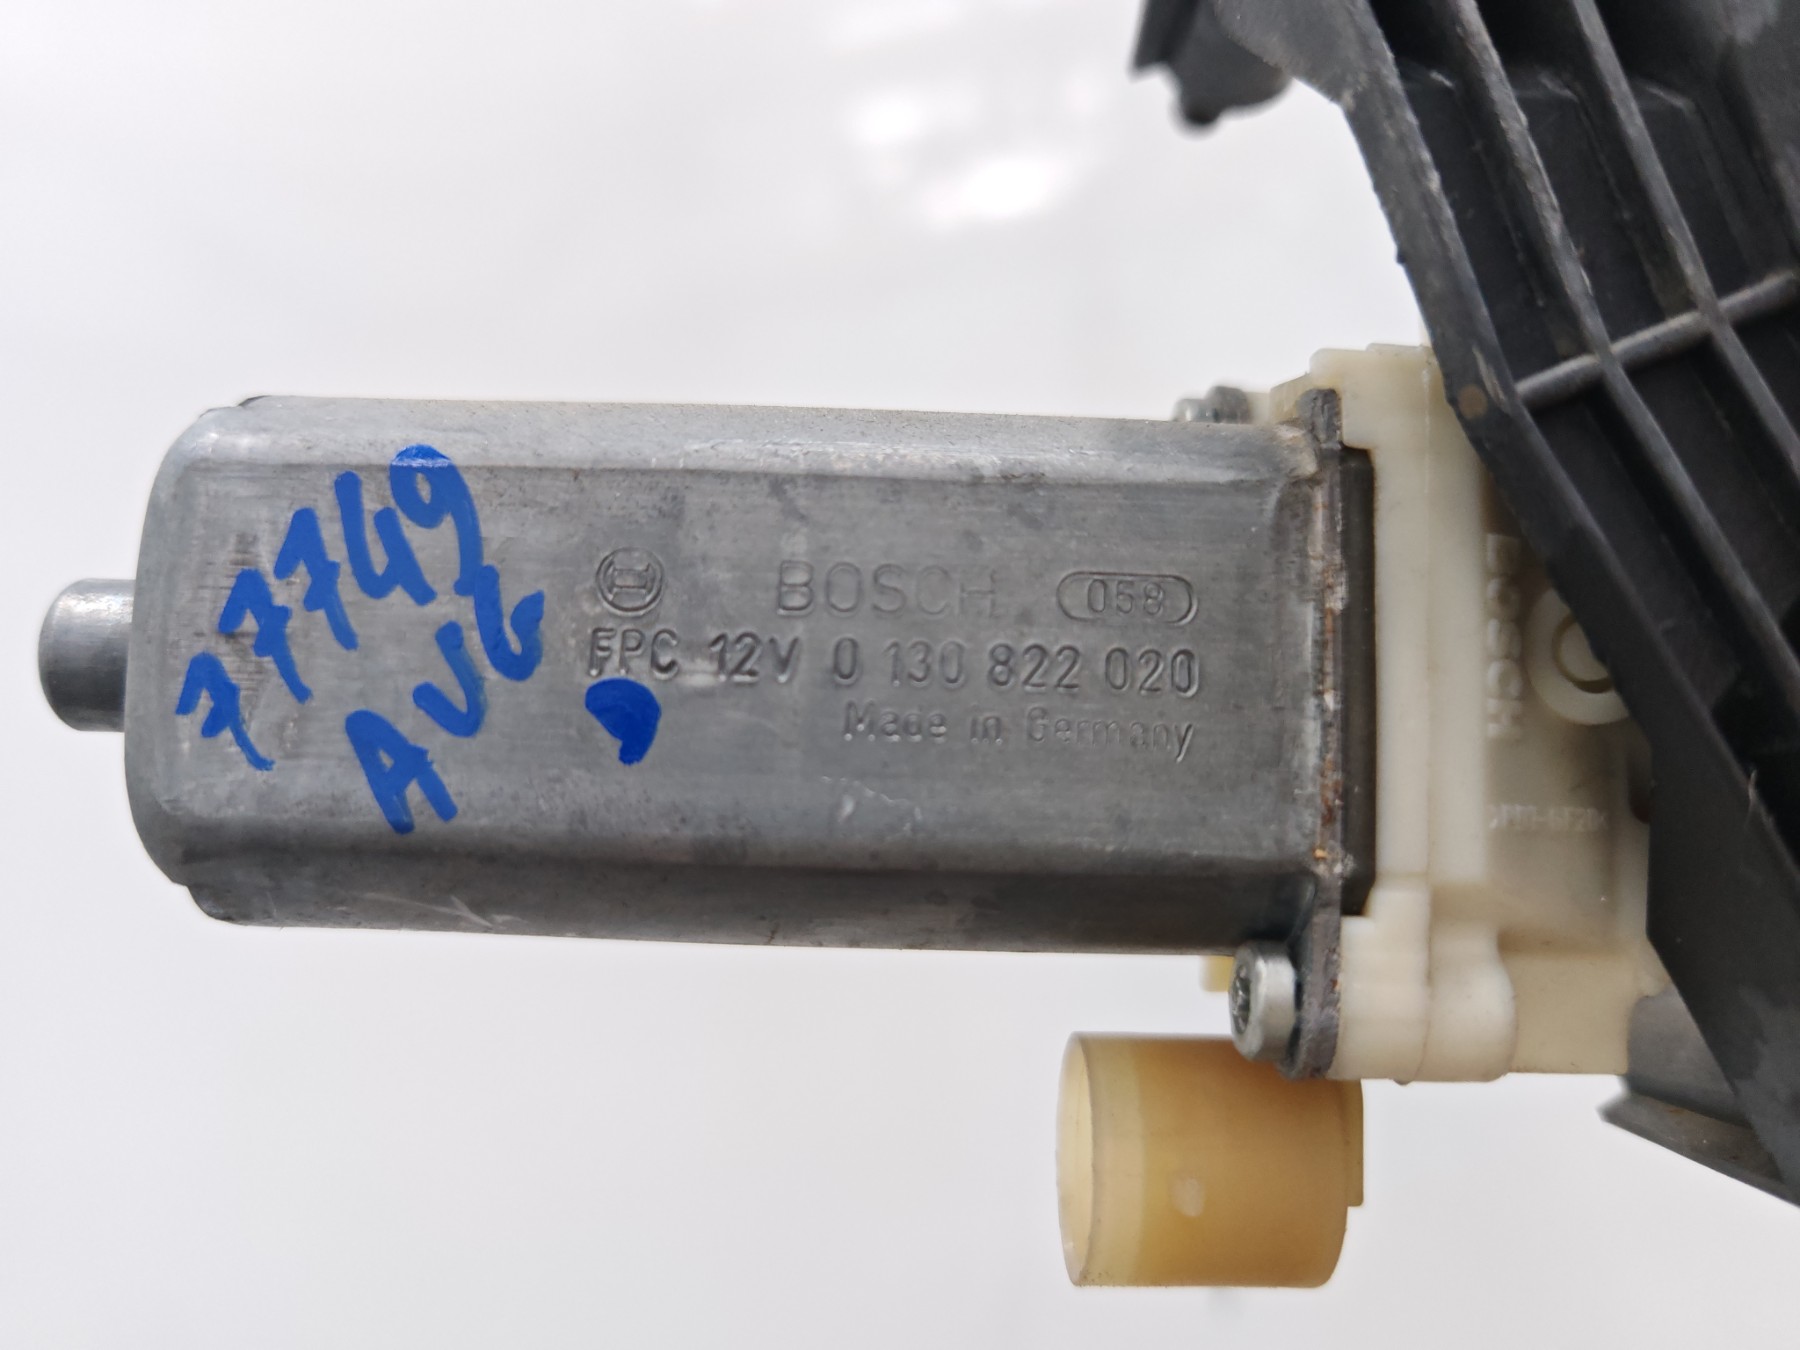 77749
AVG
BOSCH 058
FPC 12V 0 130 822 020
Made in Germany
BOSCH